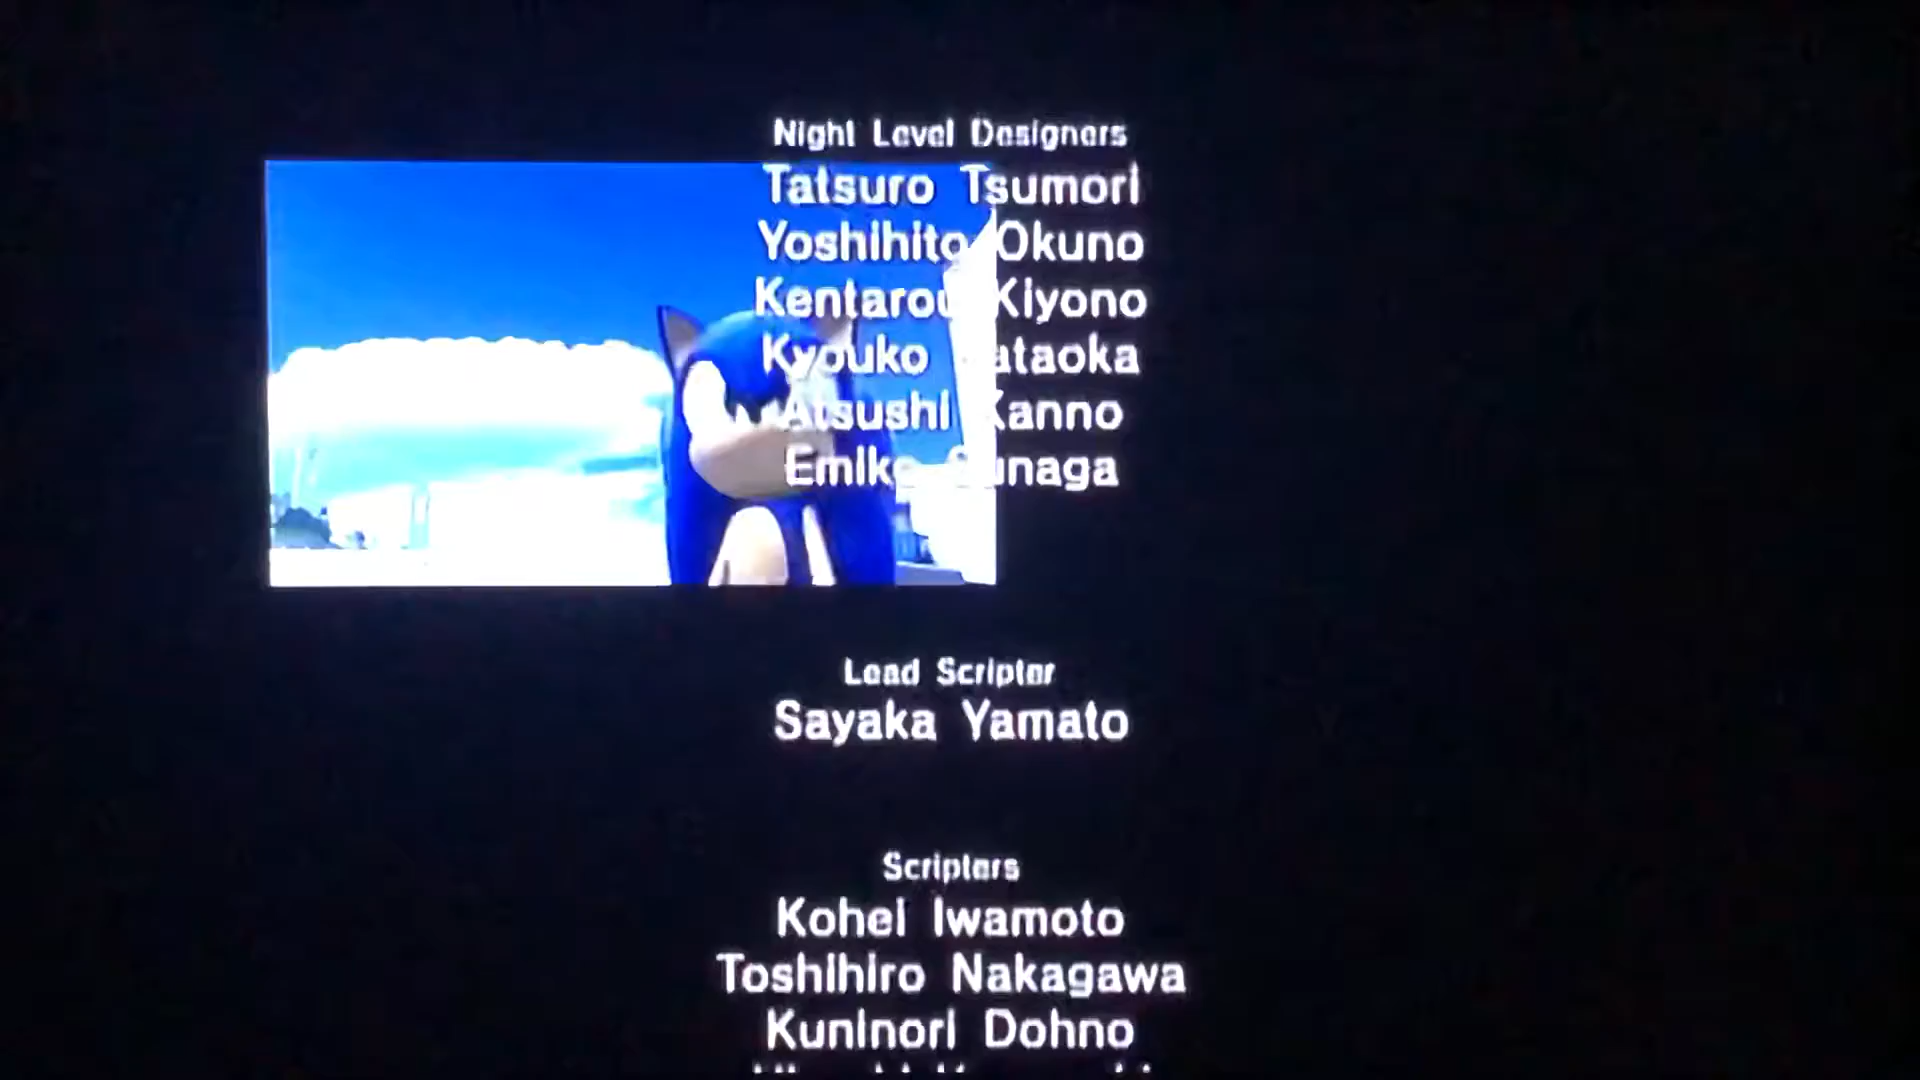 Night Level Designers
Tatsuro Tsumori
Yoshihito Okuno
Kentarou Kiyono
Kyouko
Atsushi Kanno
Emiko
Lead Scripter
Sayaka Yamato
Scripters
Kohei Iwamoto
Toshihiro Nakagawa
Kuninori Dohno